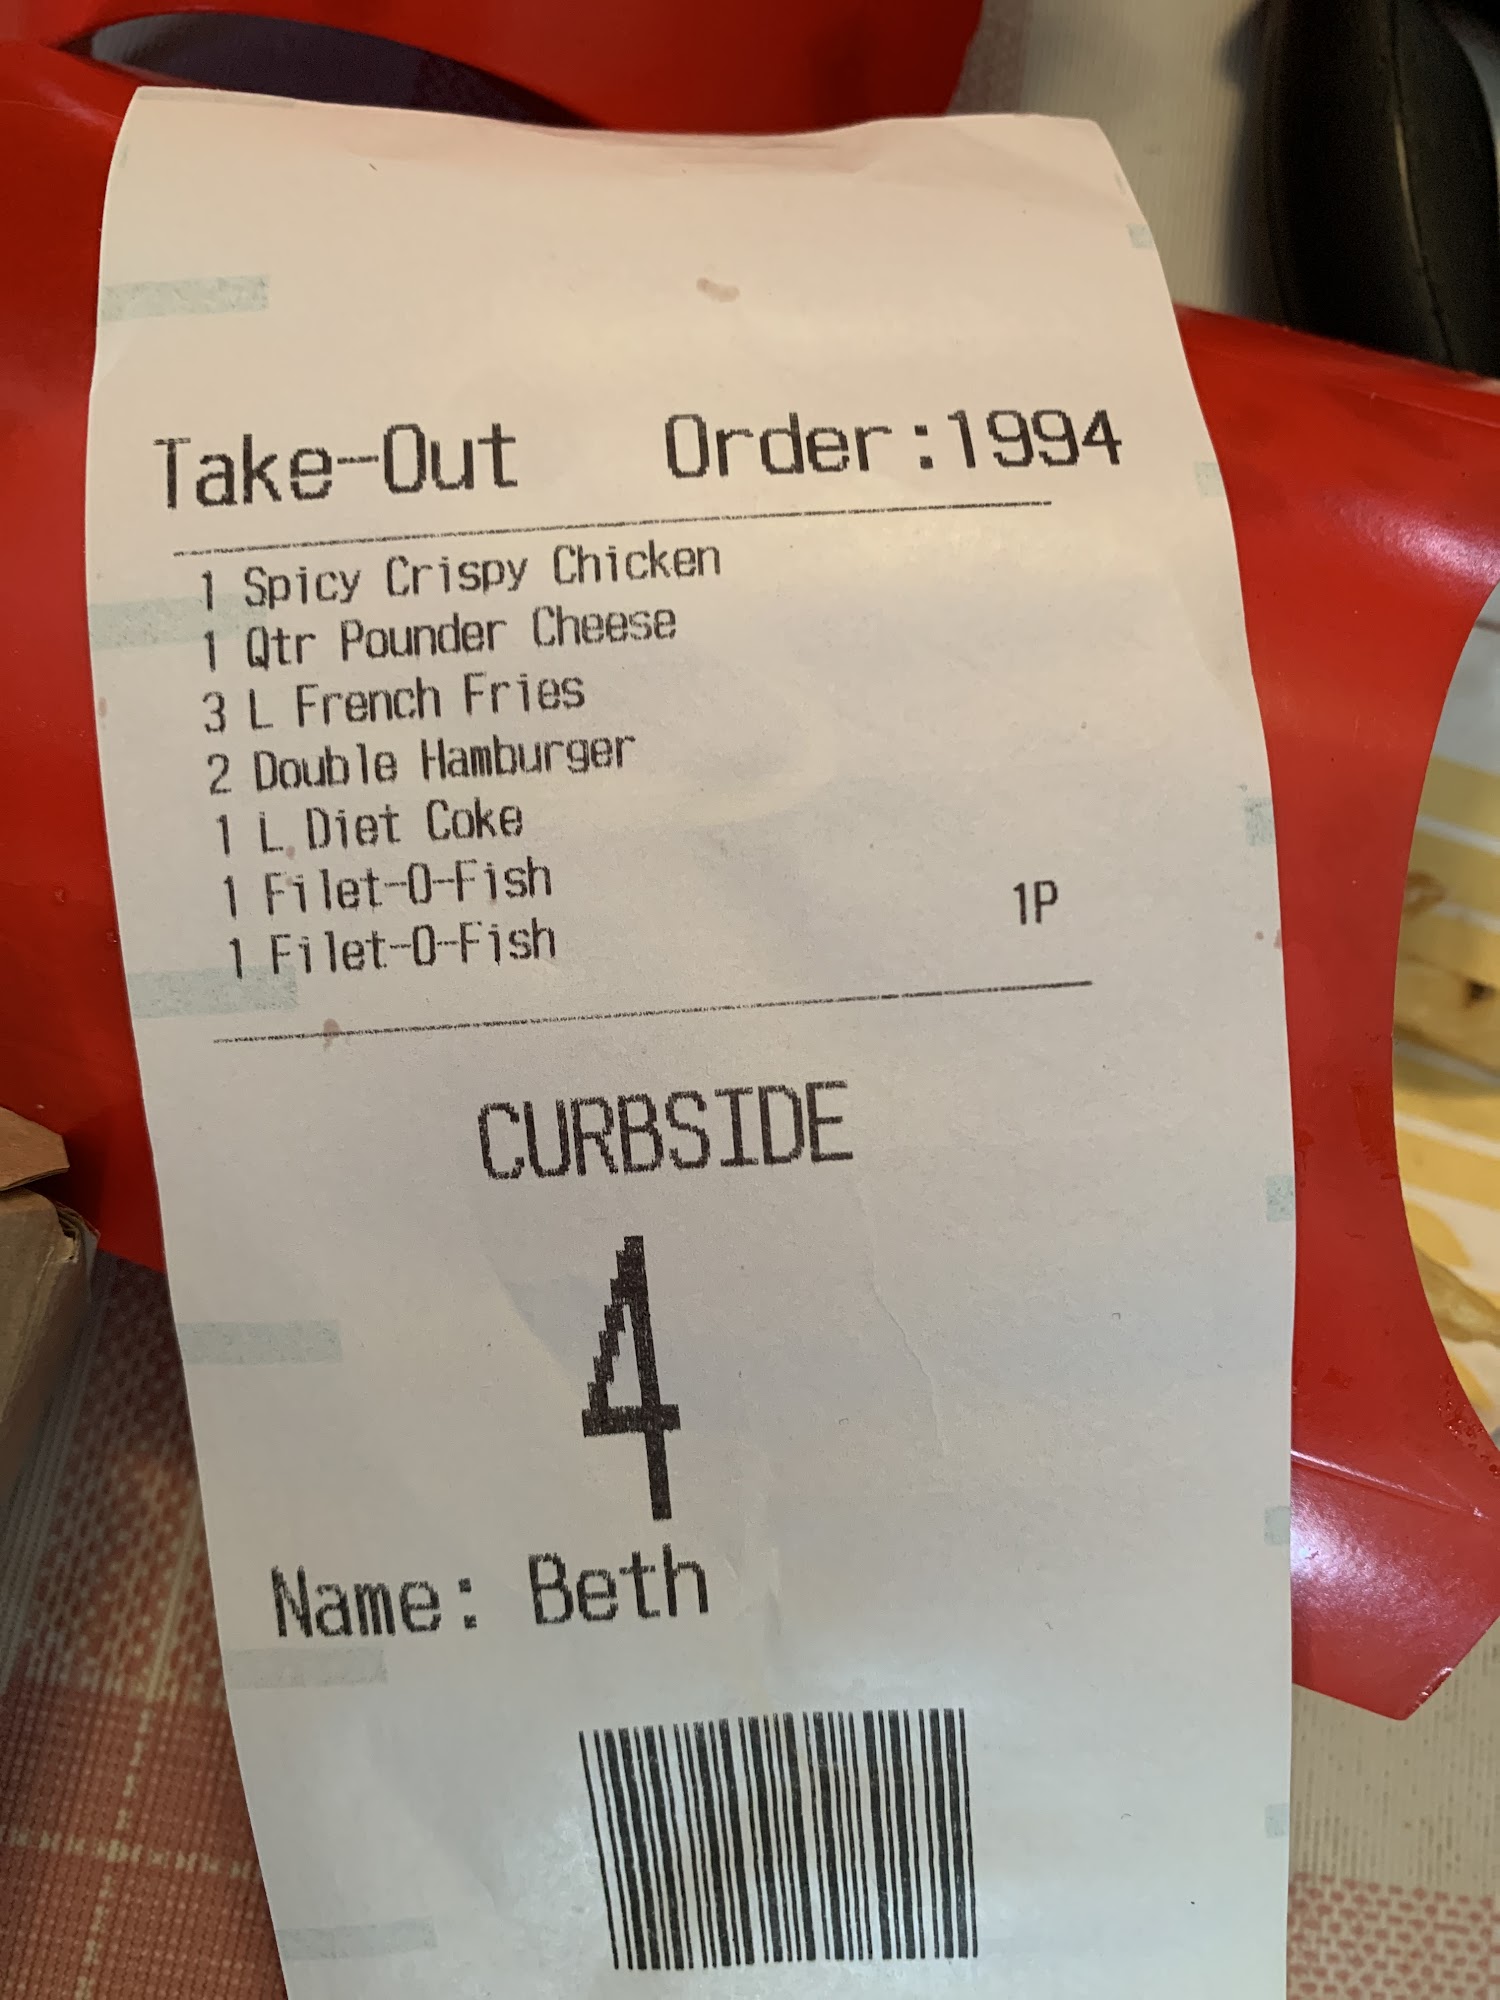 Take-Out Order:1994
1 Spicy Crispy Chicken
1 Qtr Pounder Cheese
3 L French Fries
2 Double Hamburger
1 L Diet Coke
1 Filet-O-Fish
1 Filet-O-Fish 1P
CURBSIDE
4
Name: Beth